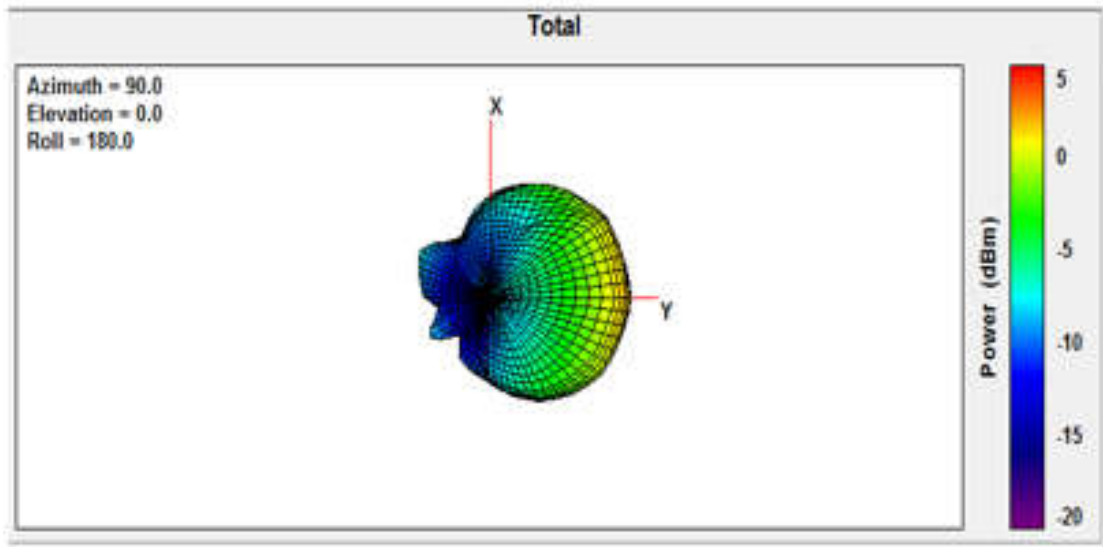 Total
Azimuth = 90.0
Elevation = 0.0
Roll = 180.0
X
Y
Power (dBm)
5
0
-5
-10
-15
-20